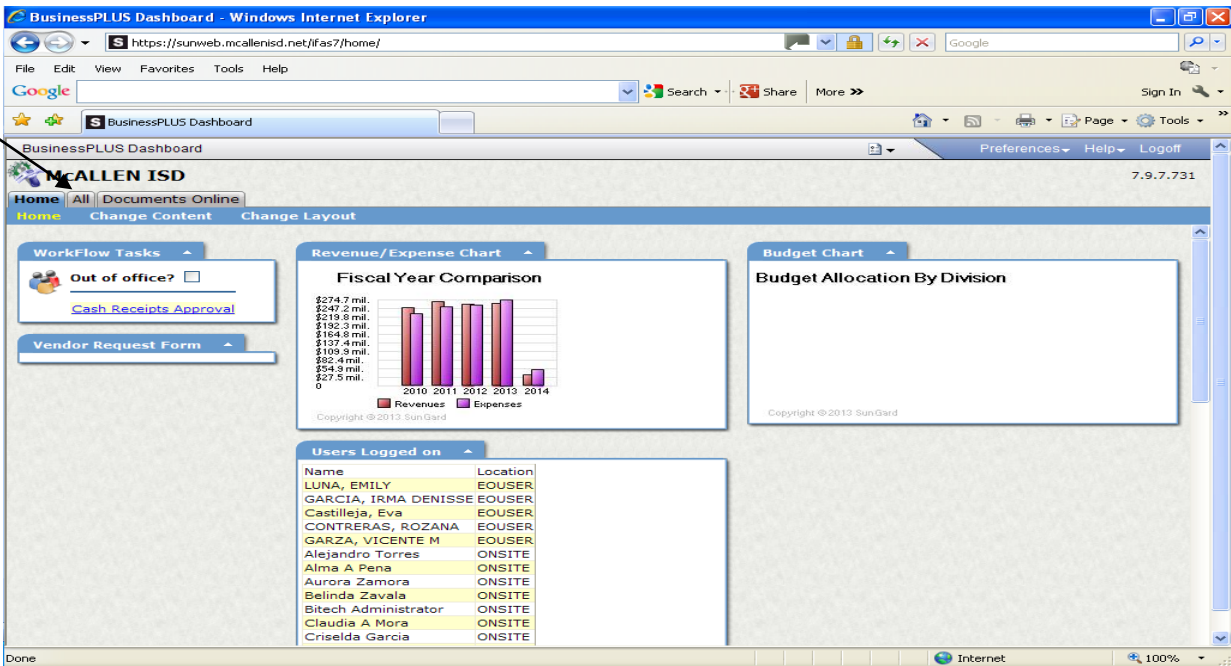 BusinessPLUS Dashboard - Windows Internet Explorer
https://sunweb.mcallenisd.net/ifas7/home/
Google
File Edit View Favorites Tools Help
Google Search Share More >> Sign In
BusinessPLUS Dashboard
Page Tools >>
BusinessPLUS Dashboard
Preferences Help Logoff
McALLEN ISD
7.9.7.731
Home All Documents Online
Home Change Content Change Layout
WorkFlow Tasks
Out of office?
Cash Receipts Approval
Vendor Request Form
Revenue/Expense Chart
Fiscal Year Comparison
$274.7 mil.
$247.2 mil.
$219.8 mil.
$192.3 mil.
$164.8 mil.
$137.4 mil.
$109.9 mil.
$82.4 mil.
$54.9 mil.
$27.5 mil.
0
2010 2011 2012 2013 2014
Revenues Expenses
Copyright © 2013 SunGard
Budget Chart
Budget Allocation By Division
Copyright © 2013 SunGard
Users Logged on
Name Location
LUNA, EMILY EOUSER
GARCIA, IRMA DENISSE EOUSER
Castilleja, Eva EOUSER
CONTRERAS, ROZANA EOUSER
GARZA, VICENTE M EOUSER
Alejandro Torres ONSITE
Alma A Pena ONSITE
Aurora Zamora ONSITE
Belinda Zavala ONSITE
Bitech Administrator ONSITE
Claudia A Mora ONSITE
Criselda Garcia ONSITE
Done
Internet
100%